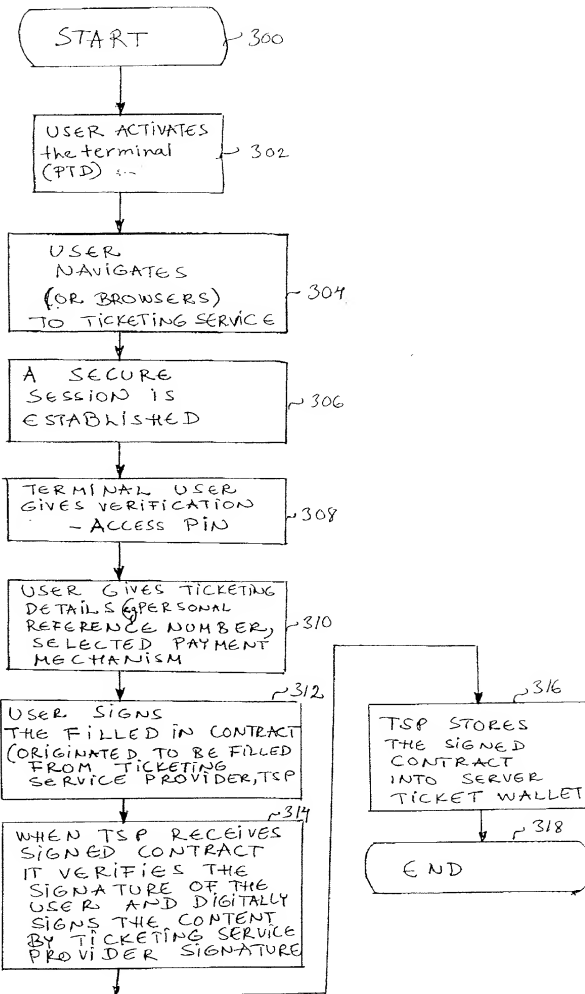 START
300
USER ACTIVATES
the terminal
(PTD) ...
302
USER
NAVIGATES
(OR BROWSERS)
TO TICKETING SERVICE
304
A SECURE
SESSION IS
ESTABLISHED
306
TERMINAL USER
GIVES VERIFICATION
- ACCESS PIN
308
USER GIVES TICKETING
DETAILS eg PERSONAL
REFERENCE NUMBER,
SELECTED PAYMENT
MECHANISM
310
312
USER SIGNS
THE FILLED IN CONTRACT
(ORIGINATED TO BE FILLED
FROM TICKETING
SERVICE PROVIDER, TSP
314
WHEN TSP RECEIVES
SIGNED CONTRACT
IT VERIFIES THE
SIGNATURE OF THE
USER AND DIGITALLY
SIGNS THE CONTENT
BY TICKETING SERVICE
PROVIDER SIGNATURE
316
TSP STORES
THE SIGNED
CONTRACT
INTO SERVER
TICKET WALLET
318
END